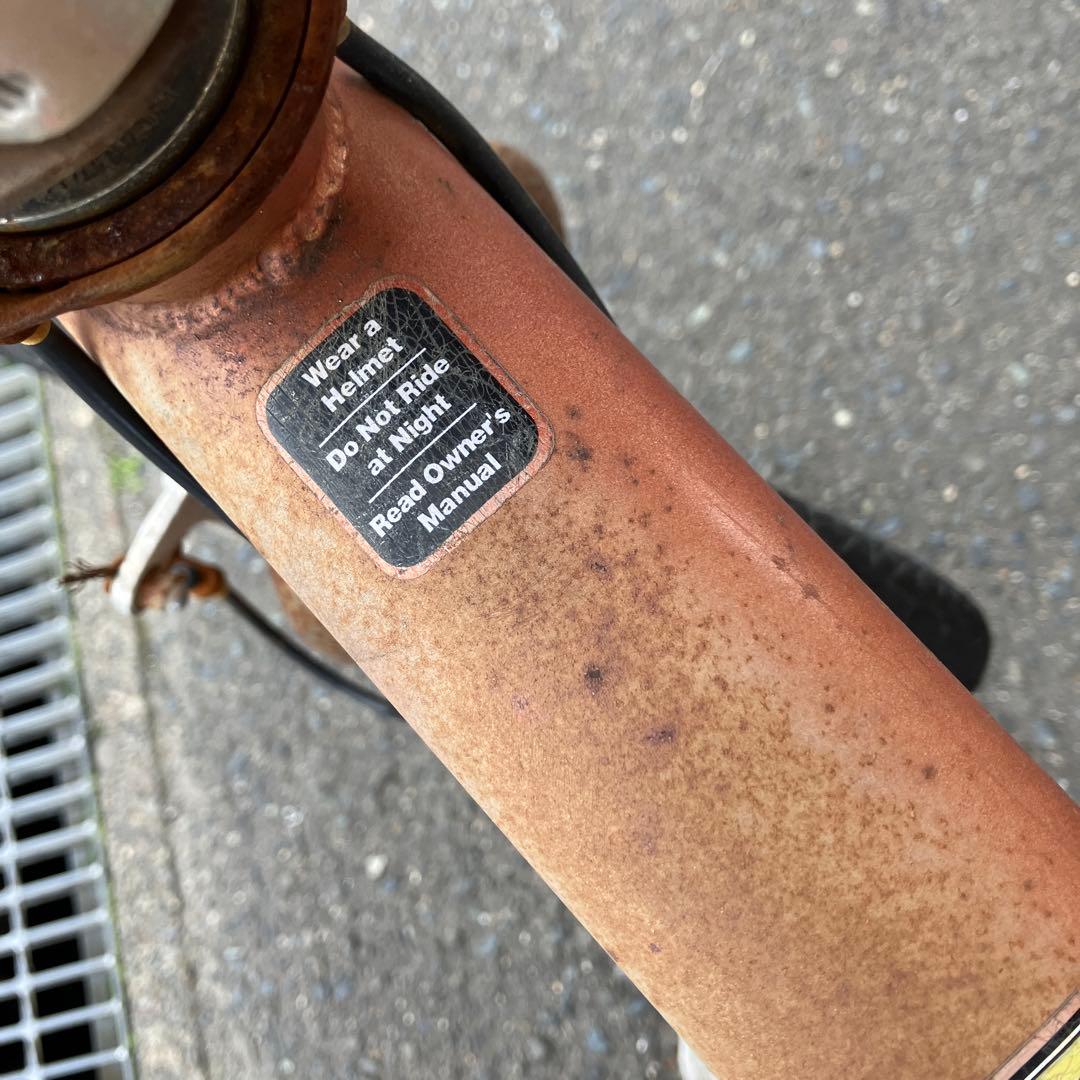 Wear a
Helmet
Do Not Ride
at Night
Read Owner's
Manual